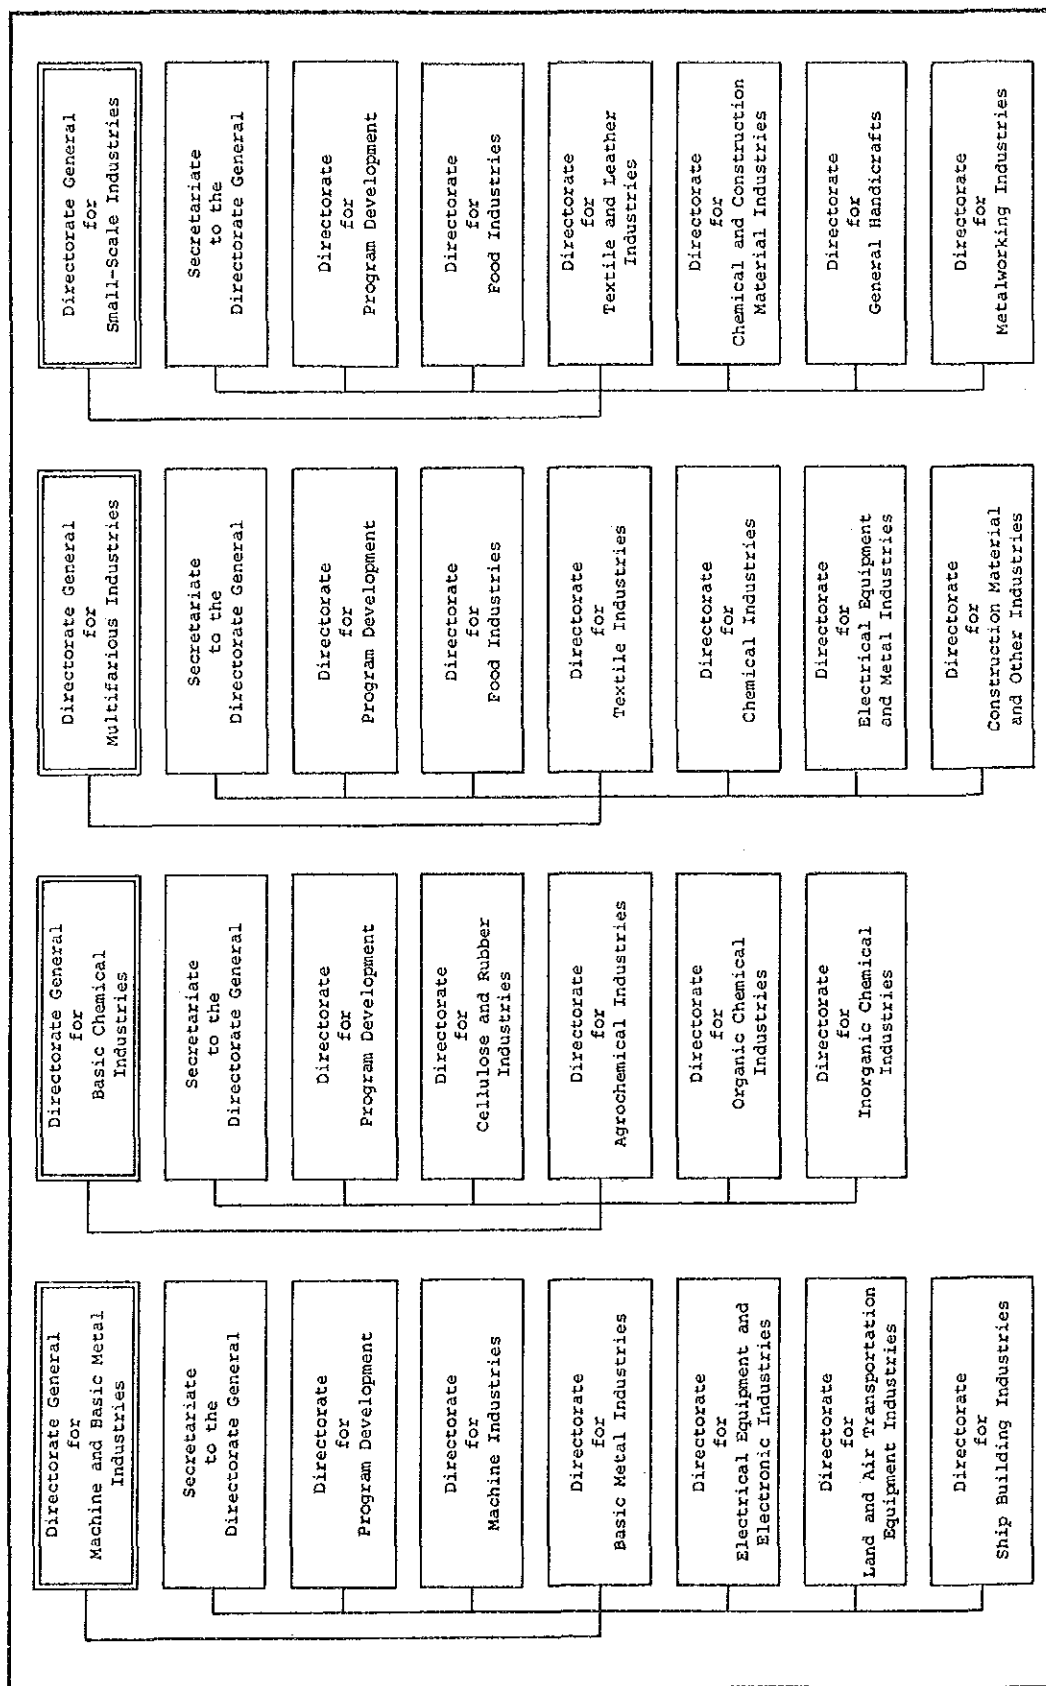 Directorate General
for
Machine and Basic Metal
Industries
Secretariate
to the
Directorate General
Directorate
for
Program Development
Directorate
for
Machine Industries
Directorate
for
Basic Metal Industries
Directorate
for
Electrical Equipment and
Electronic Industries
Directorate
for
Land and Air Transportation
Equipment Industries
Directorate
for
Ship Building Industries
Directorate General
for
Basic Chemical
Industries
Secretariate
to the
Directorate General
Directorate
for
Program Development
Directorate
for
Cellulose and Rubber
Industries
Directorate
for
Agrochemical Industries
Directorate
for
Organic Chemical
Industries
Directorate
for
Inorganic Chemical
Industries
Directorate General
for
Multifarious Industries
Secretariate
to the
Directorate General
Directorate
for
Program Development
Directorate
for
Food Industries
Directorate
for
Textile Industries
Directorate
for
Chemical Industries
Directorate
for
Electrical Equipment
and Metal Industries
Directorate
for
Construction Material
and Other Industries
Directorate General
for
Small-Scale Industries
Secretariate
to the
Directorate General
Directorate
for
Program Development
Directorate
for
Food Industries
Directorate
for
Textile and Leather
Industries
Directorate
for
Chemical and Construction
Material Industries
Directorate
for
General Handicrafts
Directorate
for
Metalworking Industries